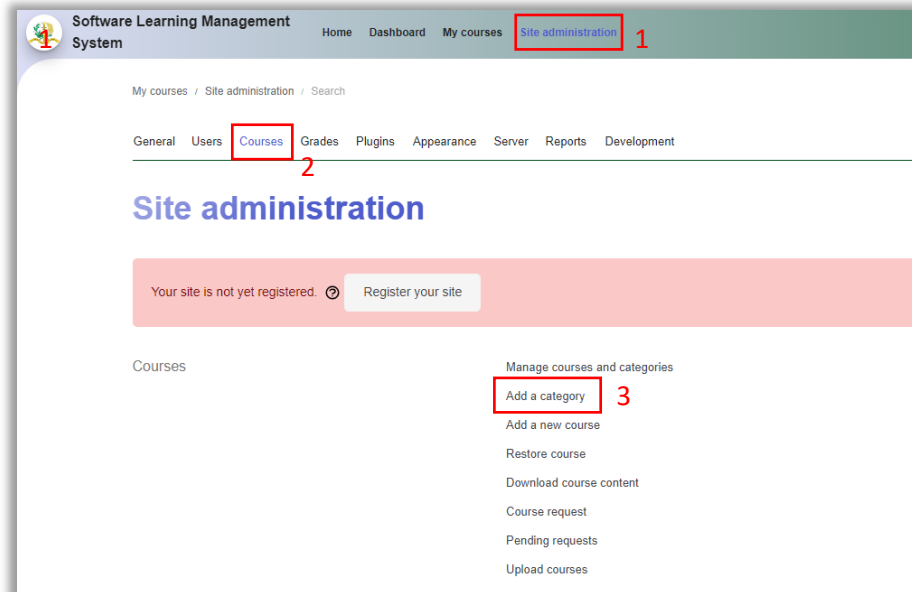 Software Learning Management
System
1
Home Dashboard My courses Site administration 1
My courses / Site administration / Search
General Users Courses Grades Plugins Appearance Server Reports Development
2
Site administration
Your site is not yet registered. Register your site
Courses
Manage courses and categories
Add a category 3
Add a new course
Restore course
Download course content
Course request
Pending requests
Upload courses